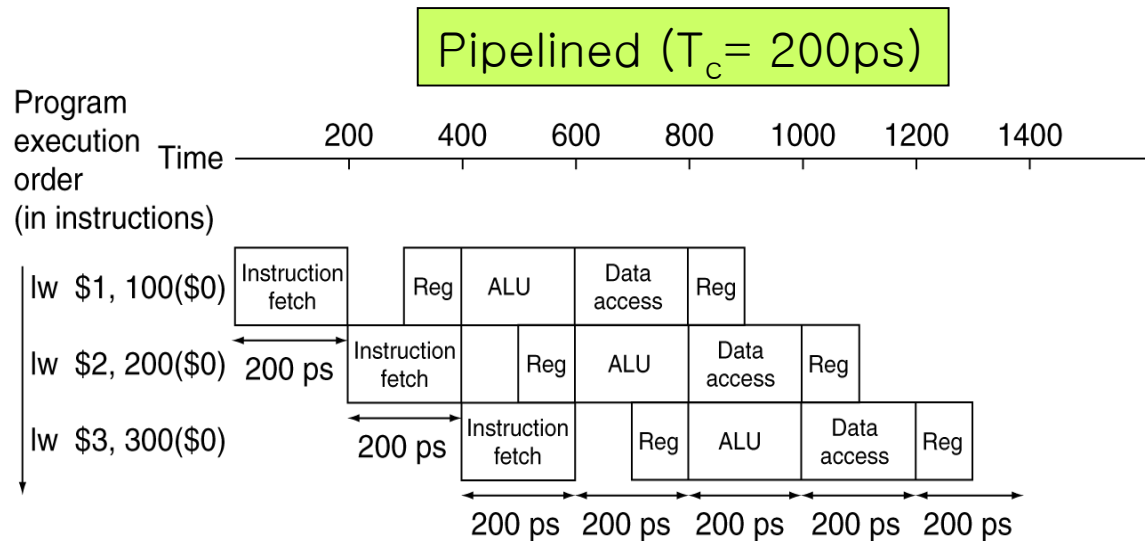 Pipelined (Tc= 200ps)
Program
execution
order
(in instructions)
Time
200 400 600 800 1000 1200 1400
lw $1, 100($0)
Instruction
fetch
Reg
ALU
Data
access
Reg
200 ps
lw $2, 200($0)
Instruction
fetch
Reg
ALU
Data
access
Reg
200 ps
lw $3, 300($0)
Instruction
fetch
Reg
ALU
Data
access
Reg
200 ps 200 ps 200 ps 200 ps 200 ps